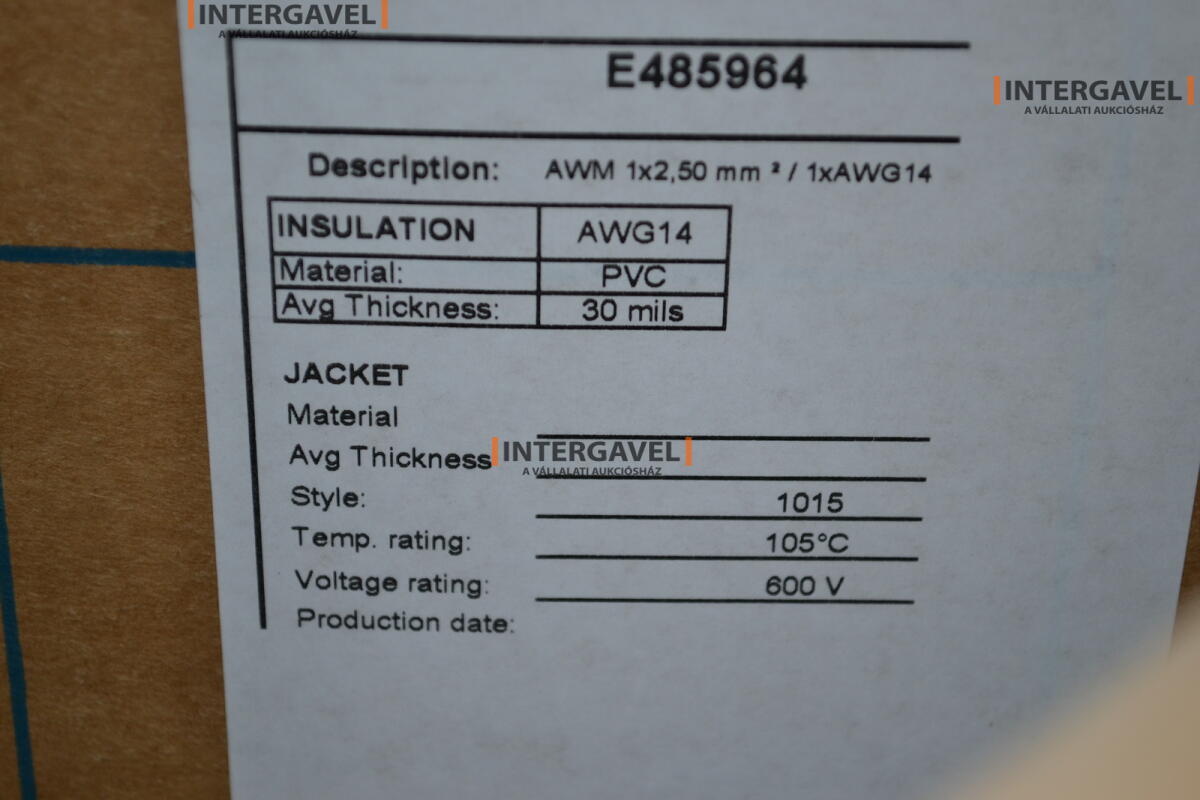 INTERGAVEL
A VÁLLALATI AUKCIÓSHÁZ
E485964
INTERGAVEL
A VÁLLALATI AUKCIÓSHÁZ
Description: AWM 1x2,50 mm ² / 1xAWG14
INSULATION AWG14
Material: PVC
Avg Thickness: 30 mils
JACKET
Material
Avg Thickness
INTERGAVEL
A VÁLLALATI AUKCIÓSHÁZ
Style: 1015
Temp. rating: 105°C
Voltage rating: 600 V
Production date: